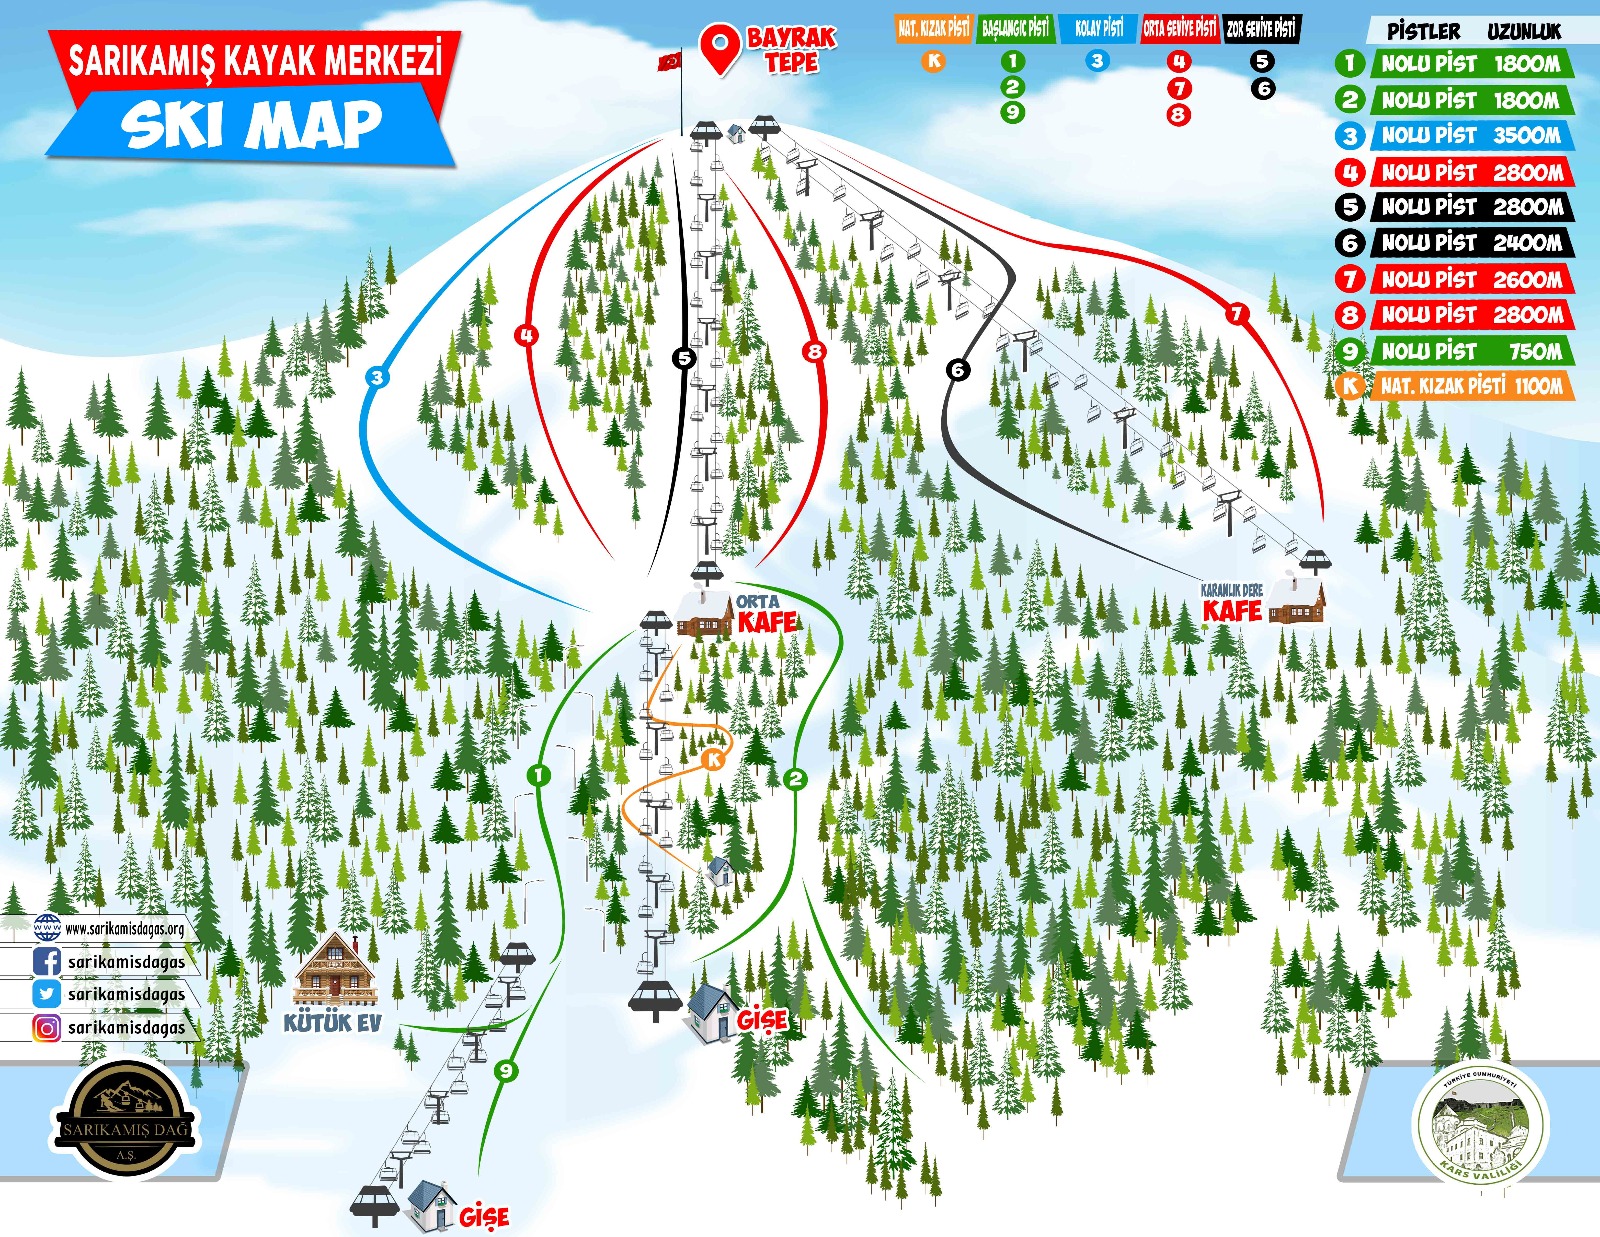 SARIKAMIŞ KAYAK MERKEZİ
SKI MAP
BAYRAK
TEPE
NAT. KIZAK PİSTİ
K
BAŞLANGIC PİSTİ
1
2
9
KOLAY PİSTİ
3
ORTA SEVİYE PİSTİ
4
7
8
ZOR SEVİYE PİSTİ
5
6
PİSTLER UZUNLUK
1 NOLU PİST 1800M
2 NOLU PİST 1800M
3 NOLU PİST 3500M
4 NOLU PİST 2800M
5 NOLU PİST 2800M
6 NOLU PİST 2400M
7 NOLU PİST 2600M
8 NOLU PİST 2800M
9 NOLU PİST 750M
K NAT. KIZAK PİSTİ 1100M
3
4
5
8
6
7
ORTA
KAFE
KARANLIK DERE
KAFE
1
K
2
9
www.sarikamisdagas.org
sarikamisdagas
sarikamisdagas
sarikamisdagas
KÜTÜK EV
GİŞE
GİŞE
SARIKAMIŞ DAĞ
A.Ş.
TÜRKİYE CUMHURİYETİ
KARS VALİLİĞİ